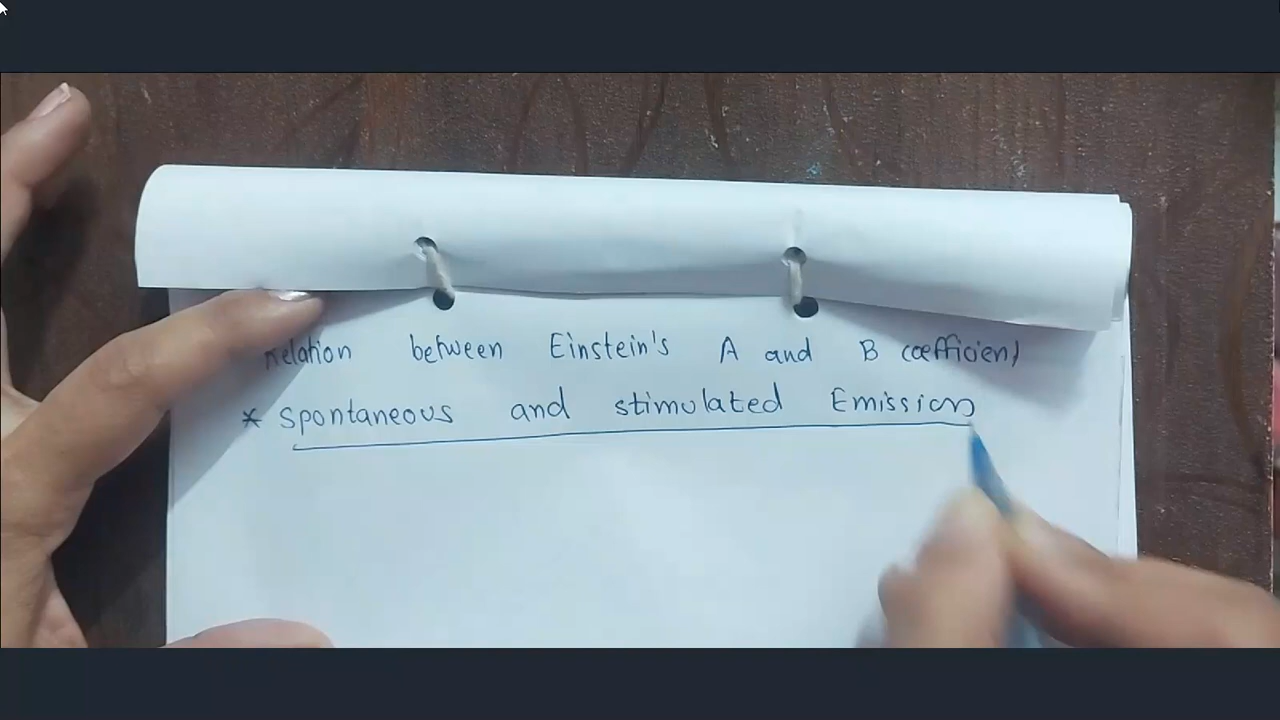 Relation between Einstein's A and B coefficient
* Spontaneous and stimulated Emission